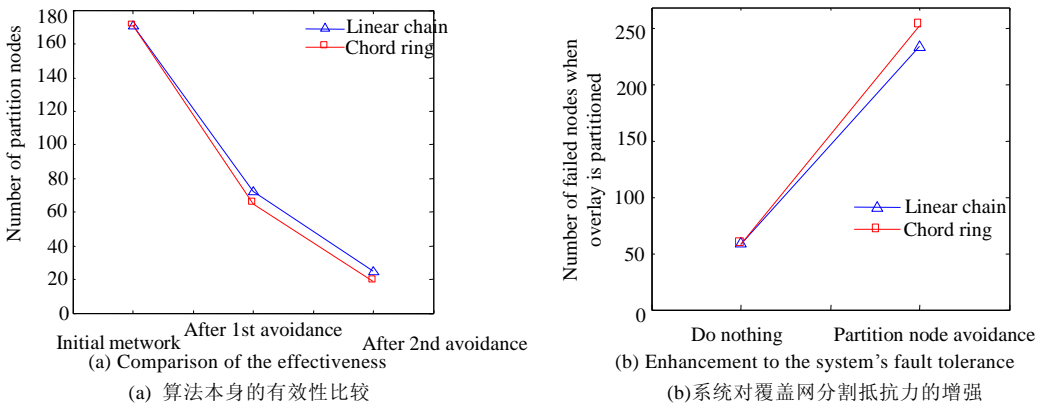 180
160
140
120
100
80
60
40
20
0
Number of partition nodes
Linear chain
Chord ring
Initial metwork
After 1st avoidance
After 2nd avoidance
(a) Comparison of the effectiveness
(a) 算法本身的有效性比较
250
200
150
100
50
0
Number of failed nodes when
overlay is partitioned
Linear chain
Chord ring
Do nothing
Partition node avoidance
(b) Enhancement to the system's fault tolerance
(b)系统对覆盖网分割抵抗力的增强